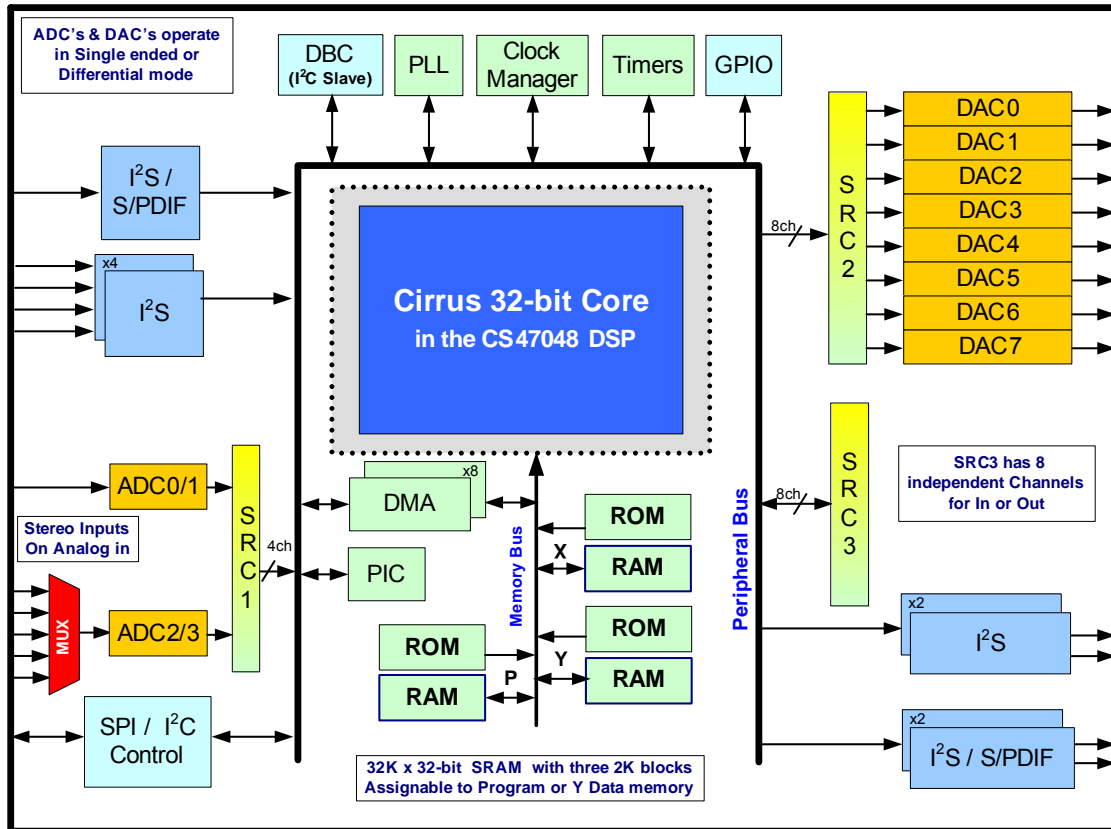 ADC's & DAC's operate
in Single ended or
Differential mode
DBC
(I²C Slave)
PLL
Clock
Manager
Timers
GPIO
I²S /
S/PDIF
x4
I²S
Cirrus 32-bit Core
in the CS47048 DSP
8ch
SRC2
DAC0
DAC1
DAC2
DAC3
DAC4
DAC5
DAC6
DAC7
ADC0/1
Stereo Inputs
On Analog in
MUX
ADC2/3
SRC1
4ch
SPI / I²C
Control
x8
DMA
PIC
Memory Bus
ROM
X
RAM
ROM
Y
RAM
ROM
P
RAM
32K x 32-bit SRAM with three 2K blocks
Assignable to Program or Y Data memory
Peripheral Bus
8ch
SRC3
SRC3 has 8
independent Channels
for In or Out
x2
I²S
x2
I²S / S/PDIF